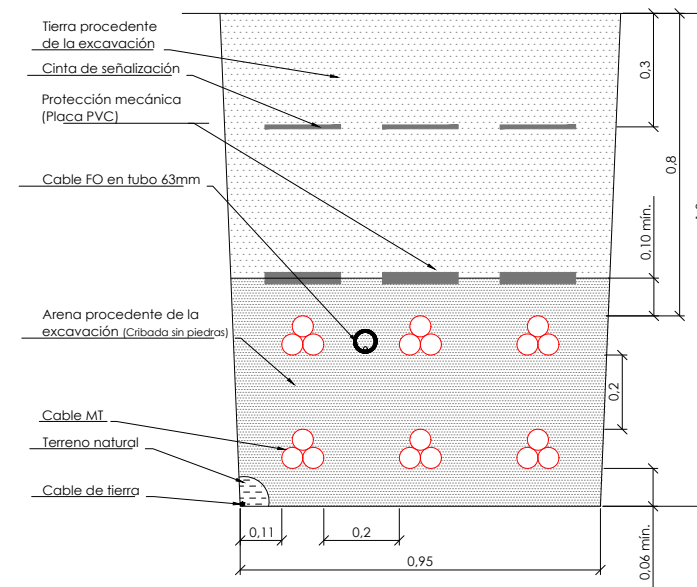 Tierra procedente
de la excavación
Cinta de señalización
Protección mecánica
(Placa PVC)
Cable FO en tubo 63mm
Arena procedente de la
excavación (Cribada sin piedras)
Cable MT
Terreno natural
Cable de tierra
0,3
0,8
0,10 mín.
0,2
0,06 mín.
0,11
0,2
0,95